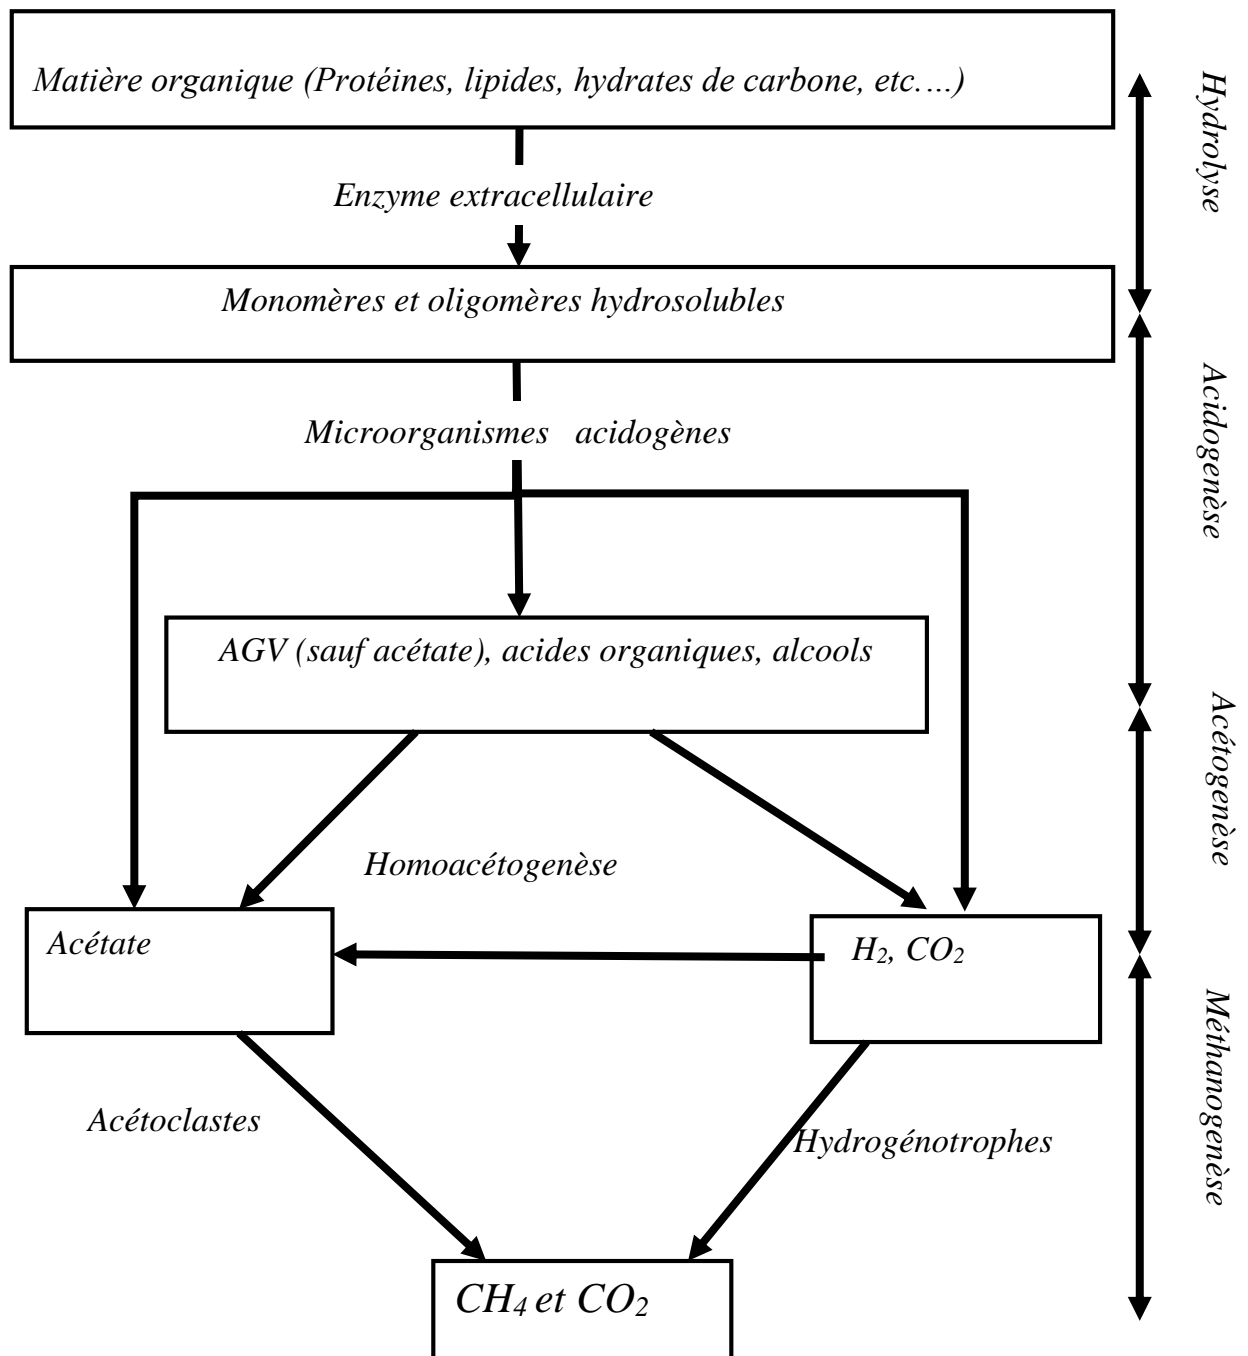 Matière organique (Protéines, lipides, hydrates de carbone, etc.…)
Hydrolyse
Enzyme extracellulaire
Monomères et oligomères hydrosolubles
Acidogenèse
Microorganismes acidogènes
AGV (sauf acétate), acides organiques, alcools
Acétogenèse
Homoacétogenèse
Acétate
H₂, CO₂
Méthanogenèse
Acétoclastes
Hydrogénotrophes
CH₄ et CO₂